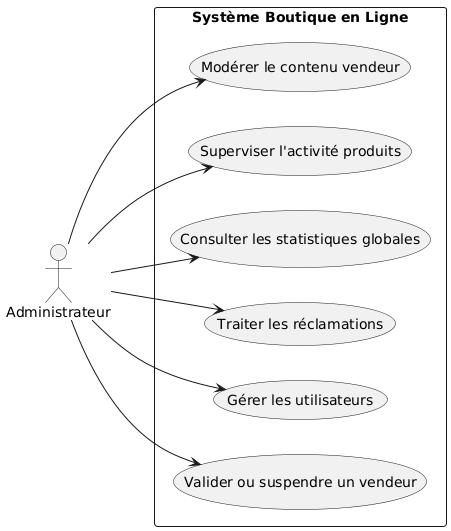 Système Boutique en Ligne
Modérer le contenu vendeur
Superviser l'activité produits
Consulter les statistiques globales
Administrateur
Traiter les réclamations
Gérer les utilisateurs
Valider ou suspendre un vendeur